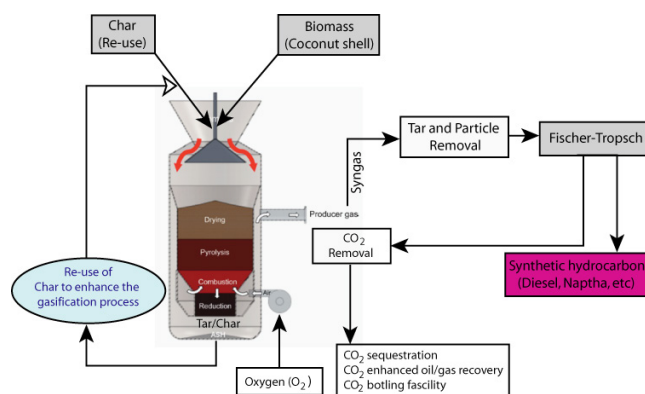 Char
(Re-use)
Biomass
(Coconut shell)
Tar and Particle
Removal
Fischer-Tropsch
Syngas
Drying
Producer gas
Pyrolysis
CO2
Removal
Combustion
Air
Reduction
Tar/Char
ASH
Re-use of
Char to enhance the
gasification process
Synthetic hydrocarbon
(Diesel, Naptha, etc)
Oxygen (O2)
CO2 sequestration
CO2 enhanced oil/gas recovery
CO2 botling fascility